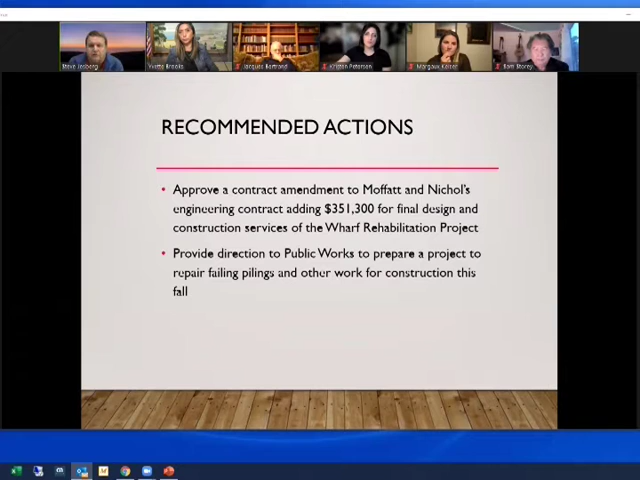 Steve Jesberg
Yvette Brooks
Jacques Bertrand
Kristen Petersen
Margaux Keiser
Sam Storey
RECOMMENDED ACTIONS
• Approve a contract amendment to Moffatt and Nichol's
engineering contract adding $351,300 for final design and
construction services of the Wharf Rehabilitation Project
• Provide direction to Public Works to prepare a project to
repair failing pilings and other work for construction this
fall